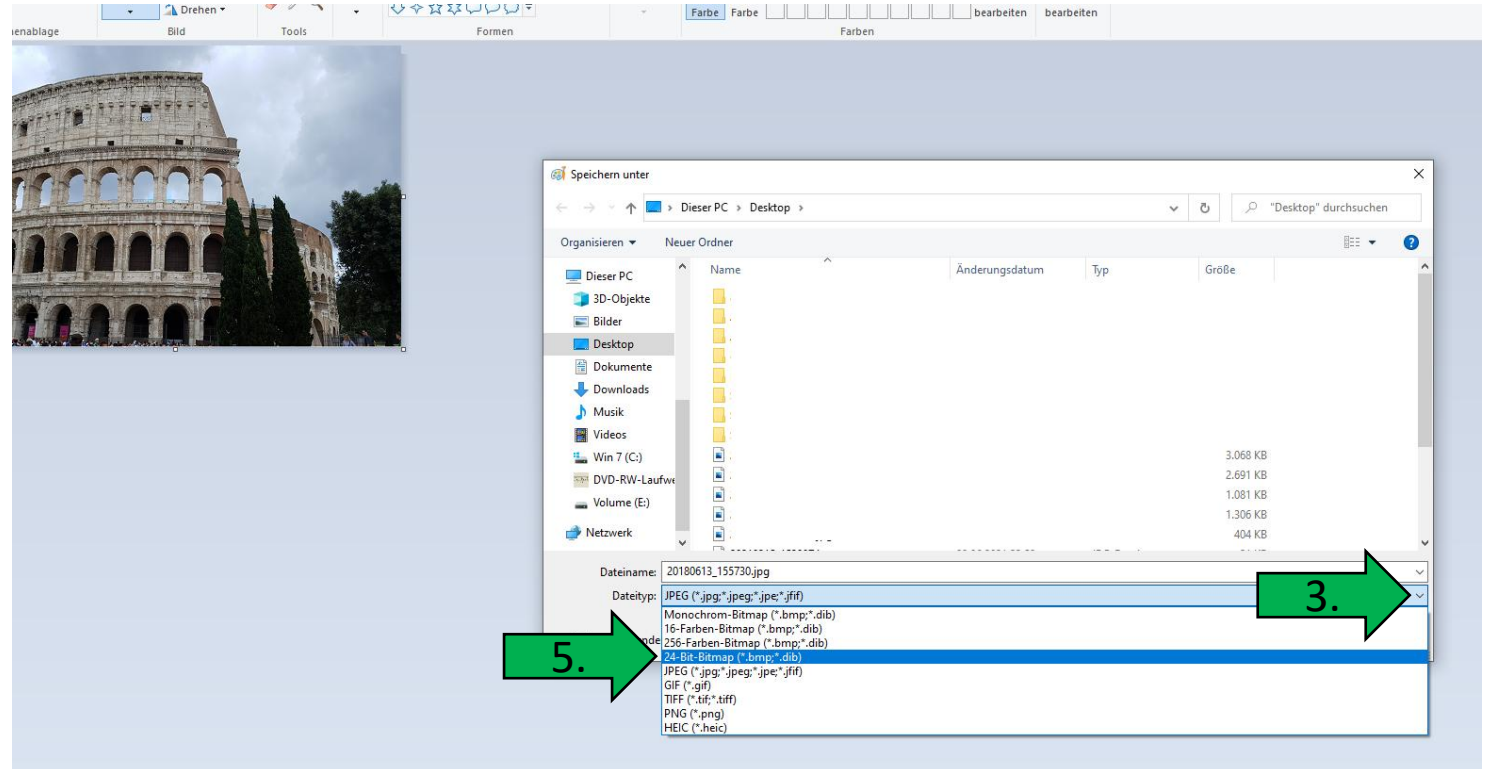 Drehen
Farbe Farbe bearbeiten bearbeiten
enablage Bild Tools Formen Farben
Speichern unter
Dieser PC › Desktop ›
"Desktop" durchsuchen
Organisieren Neuer Ordner
Name Änderungsdatum Typ Größe
Dieser PC
3D-Objekte
Bilder
Desktop
Dokumente
Downloads
Musik
Videos
Win 7 (C:) 3.068 KB
DVD-RW-Laufwe 2.691 KB
Volume (E:) 1.081 KB
1.306 KB
Netzwerk 404 KB
Dateiname: 20180613_155730.jpg
Dateityp: JPEG (*.jpg;*.jpeg;*.jpe;*.jfif)
3.
Monochrom-Bitmap (*.bmp;*.dib)
16-Farben-Bitmap (*.bmp;*.dib)
256-Farben-Bitmap (*.bmp;*.dib)
5.
24-Bit-Bitmap (*.bmp;*.dib)
JPEG (*.jpg;*.jpeg;*.jpe;*.jfif)
GIF (*.gif)
TIFF (*.tif;*.tiff)
PNG (*.png)
HEIC (*.heic)